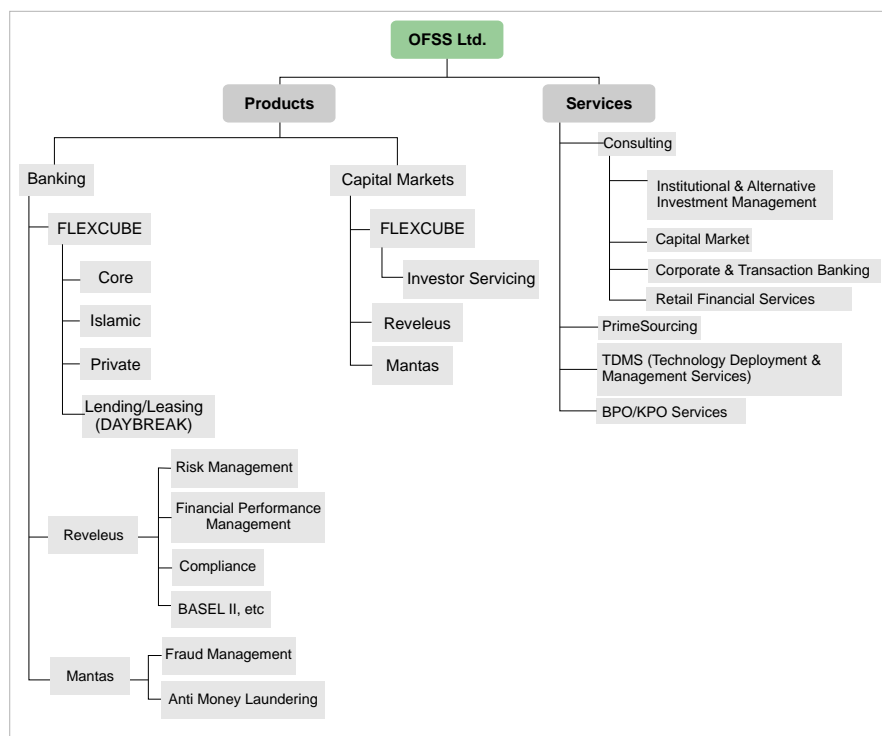 OFSS Ltd.
Products
Services
Banking
FLEXCUBE
Core
Islamic
Private
Lending/Leasing
(DAYBREAK)
Reveleus
Risk Management
Financial Performance
Management
Compliance
BASEL II, etc
Mantas
Fraud Management
Anti Money Laundering
Capital Markets
FLEXCUBE
Investor Servicing
Reveleus
Mantas
Consulting
Institutional & Alternative
Investment Management
Capital Market
Corporate & Transaction Banking
Retail Financial Services
PrimeSourcing
TDMS (Technology Deployment &
Management Services)
BPO/KPO Services